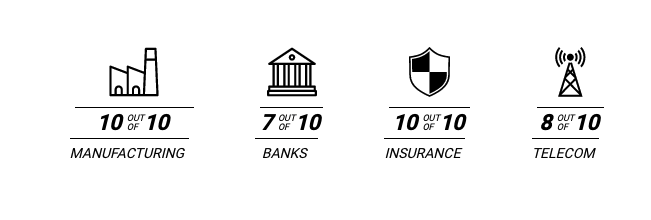 10 OUT OF 10
MANUFACTURING
7 OUT OF 10
BANKS
10 OUT OF 10
INSURANCE
8 OUT OF 10
TELECOM